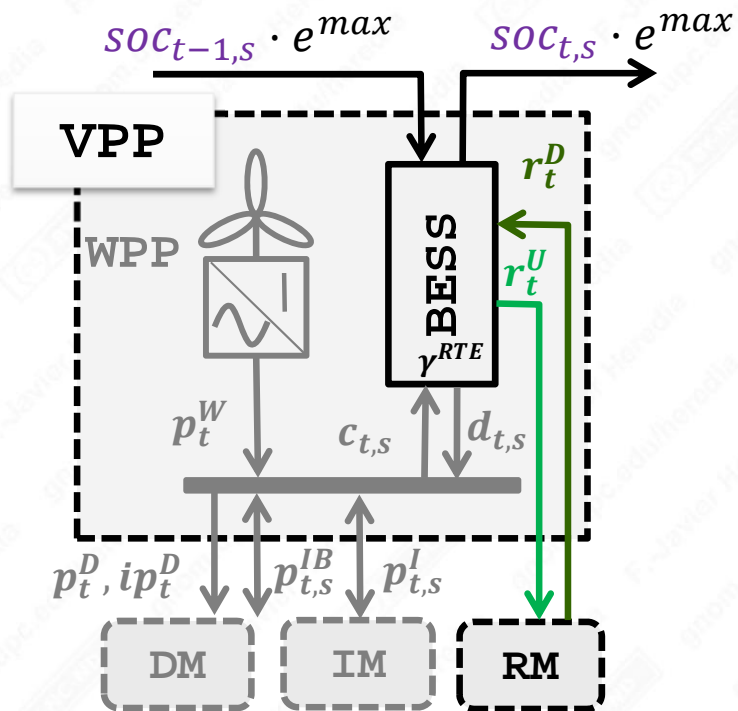 soc_{t−1,s} · e^{max}
soc_{t,s} · e^{max}
VPP
r_t^D
WPP
BESS
r_t^U
γ^{RTE}
p_t^W
c_{t,s}
d_{t,s}
p_t^D, ip_t^D
p_{t,s}^{IB}
p_{t,s}^I
DM
IM
RM